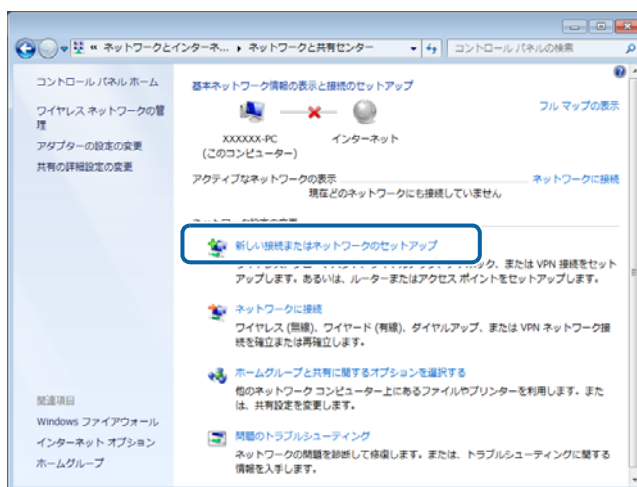 « ネットワークとインターネ... ▸ ネットワークと共有センター
コントロール パネルの検索
コントロール パネル ホーム
ワイヤレス ネットワークの管
理
アダプターの設定の変更
共有の詳細設定の変更
基本ネットワーク情報の表示と接続のセットアップ
フル マップの表示
XXXXXX-PC
(このコンピューター)
インターネット
アクティブなネットワークの表示
ネットワークに接続
現在どのネットワークにも接続していません
ネットワーク設定の変更
新しい接続またはネットワークのセットアップ
または VPN 接続をセット
アップします。あるいは、ルーターまたはアクセス ポイントをセットアップします。
ネットワークに接続
ワイヤレス (無線)、ワイヤード (有線)、ダイヤルアップ、または VPN ネットワーク接
続を確立または再確立します。
ホームグループと共有に関するオプションを選択する
他のネットワーク コンピューター上にあるファイルやプリンターを利用します。また
は、共有設定を変更します。
問題のトラブルシューティング
ネットワークの問題を診断して修復します。または、トラブルシューティングに関する
情報を入手します。
関連項目
Windows ファイアウォール
インターネット オプション
ホームグループ